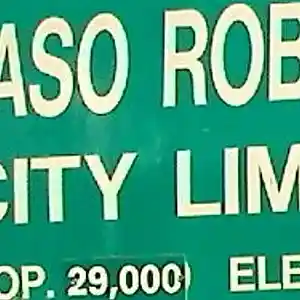 ASO ROB
CITY LIM
OP. 29,000 ELE